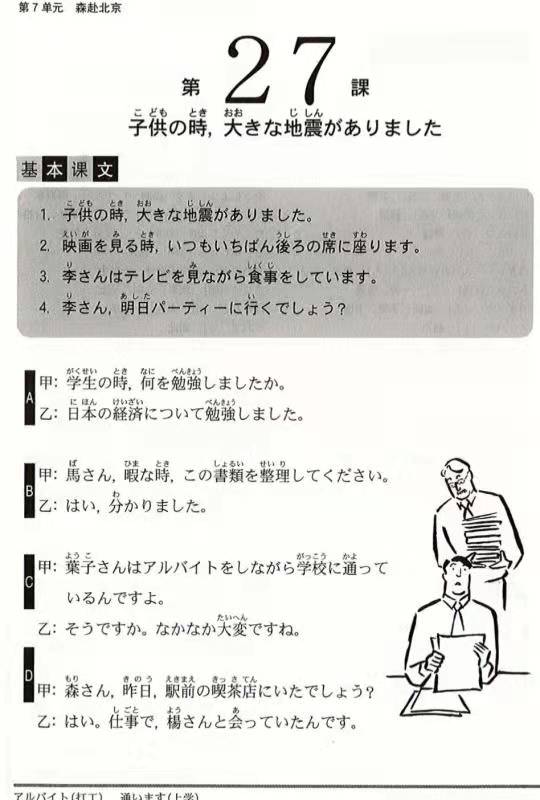 第7单元 森赴北京
第27課
子供の時，大きな地震がありました
基本课文
1. 子供の時，大きな地震がありました。
2. 映画を見る時，いつもいちばん後ろの席に座ります。
3. 李さんはテレビを見ながら食事をしています。
4. 李さん，明日パーティーに行くでしょう？
A
甲：学生の時，何を勉強しましたか。
乙：日本の経済について勉強しました。
B
甲：馬さん，暇な時，この書類を整理してください。
乙：はい，分かりました。
C
甲：葉子さんはアルバイトをしながら学校に通って
いるんですよ。
乙：そうですか。なかなか大変ですね。
D
甲：森さん，昨日，駅前の喫茶店にいたでしょう？
乙：はい。仕事で，楊さんと会っていたんです。
アルバイト(打工) 通います(上学)